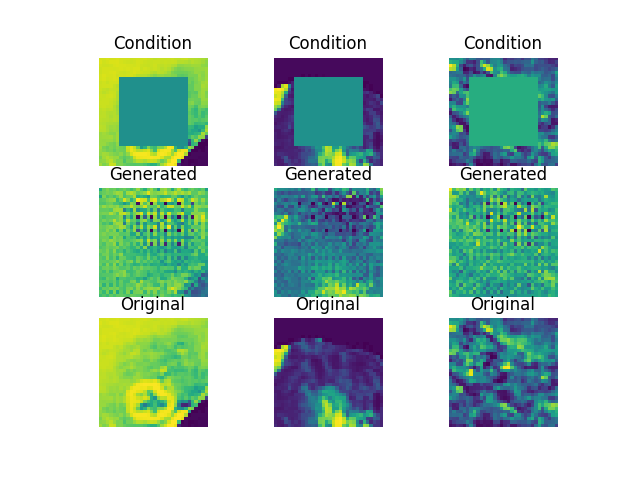 Condition Condition Condition
Generated Generated Generated
Original Original Original